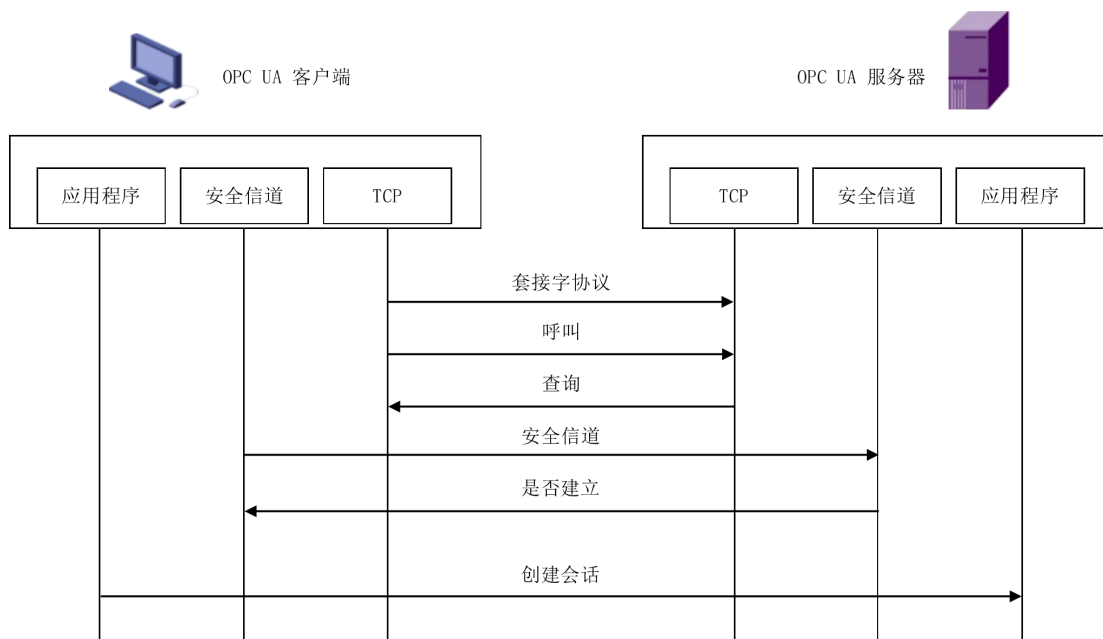 OPC UA 客户端
OPC UA 服务器
应用程序
安全信道
TCP
TCP
安全信道
应用程序
套接字协议
呼叫
查询
安全信道
是否建立
创建会话